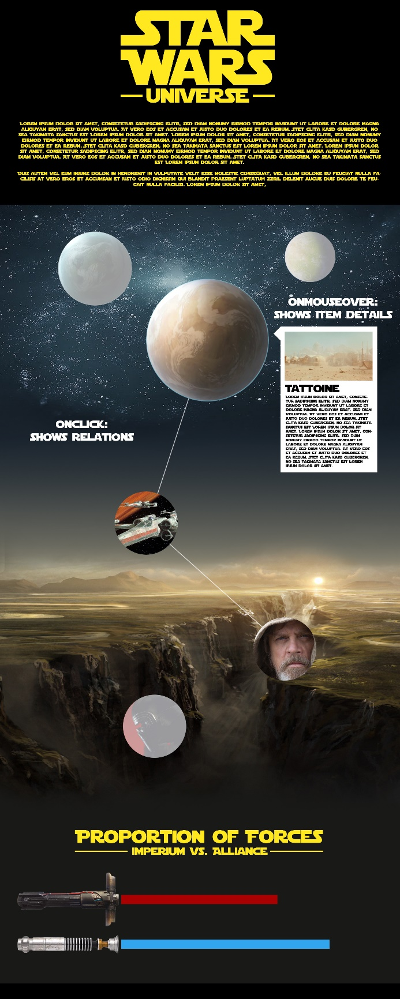 STAR
WARS
UNIVERSE
LOREM IPSUM DOLOR SIT AMET, CONSETETUR SADIPSCING ELITR, SED DIAM NONUMY EIRMOD TEMPOR INVIDUNT UT LABORE ET DOLORE MAGNA
ALIQUYAM ERAT, SED DIAM VOLUPTUA. AT VERO EOS ET ACCUSAM ET JUSTO DUO DOLORES ET EA REBUM. STET CLITA KASD GUBERGREN, NO
SEA TAKIMATA SANCTUS EST LOREM IPSUM DOLOR SIT AMET. LOREM IPSUM DOLOR SIT AMET, CONSETETUR SADIPSCING ELITR, SED DIAM NONUMY
EIRMOD TEMPOR INVIDUNT UT LABORE ET DOLORE MAGNA ALIQUYAM ERAT, SED DIAM VOLUPTUA. AT VERO EOS ET ACCUSAM ET JUSTO DUO
DOLORES ET EA REBUM. STET CLITA KASD GUBERGREN, NO SEA TAKIMATA SANCTUS EST LOREM IPSUM DOLOR SIT AMET. LOREM IPSUM DOLOR
SIT AMET, CONSETETUR SADIPSCING ELITR, SED DIAM NONUMY EIRMOD TEMPOR INVIDUNT UT LABORE ET DOLORE MAGNA ALIQUYAM ERAT, SED
DIAM VOLUPTUA. AT VERO EOS ET ACCUSAM ET JUSTO DUO DOLORES ET EA REBUM. STET CLITA KASD GUBERGREN, NO SEA TAKIMATA SANCTUS
EST LOREM IPSUM DOLOR SIT AMET.
DUIS AUTEM VEL EUM IRIURE DOLOR IN HENDRERIT IN VULPUTATE VELIT ESSE MOLESTIE CONSEQUAT, VEL ILLUM DOLORE EU FEUGIAT NULLA FA-
CILISIS AT VERO EROS ET ACCUMSAN ET IUSTO ODIO DIGNISSIM QUI BLANDIT PRAESENT LUPTATUM ZZRIL DELENIT AUGUE DUIS DOLORE TE FEU-
GAIT NULLA FACILISI. LOREM IPSUM DOLOR SIT AMET,
ONMOUSEOVER:
SHOWS ITEM DETAILS
TATTOINE
LOREM IPSUM DOLOR SIT AMET, CONSETE-
TUR SADIPSCING ELITR, SED DIAM NONUMY
EIRMOD TEMPOR INVIDUNT UT LABORE ET
DOLORE MAGNA ALIQUYAM ERAT, SED DIAM
VOLUPTUA. AT VERO EOS ET ACCUSAM ET
JUSTO DUO DOLORES ET EA REBUM. STET
CLITA KASD GUBERGREN, NO SEA TAKIMATA
SANCTUS EST LOREM IPSUM DOLOR SIT
AMET. LOREM IPSUM DOLOR SIT AMET, CON-
SETETUR SADIPSCING ELITR, SED DIAM
NONUMY EIRMOD TEMPOR INVIDUNT UT
LABORE ET DOLORE MAGNA ALIQUYAM
ERAT, SED DIAM VOLUPTUA. AT VERO EOS
ET ACCUSAM ET JUSTO DUO DOLORES ET
EA REBUM. STET CLITA KASD GUBERGREN,
NO SEA TAKIMATA SANCTUS EST LOREM
IPSUM DOLOR SIT AMET.
ONCLICK:
SHOWS RELATIONS
PROPORTION OF FORCES
IMPERIUM VS. ALLIANCE